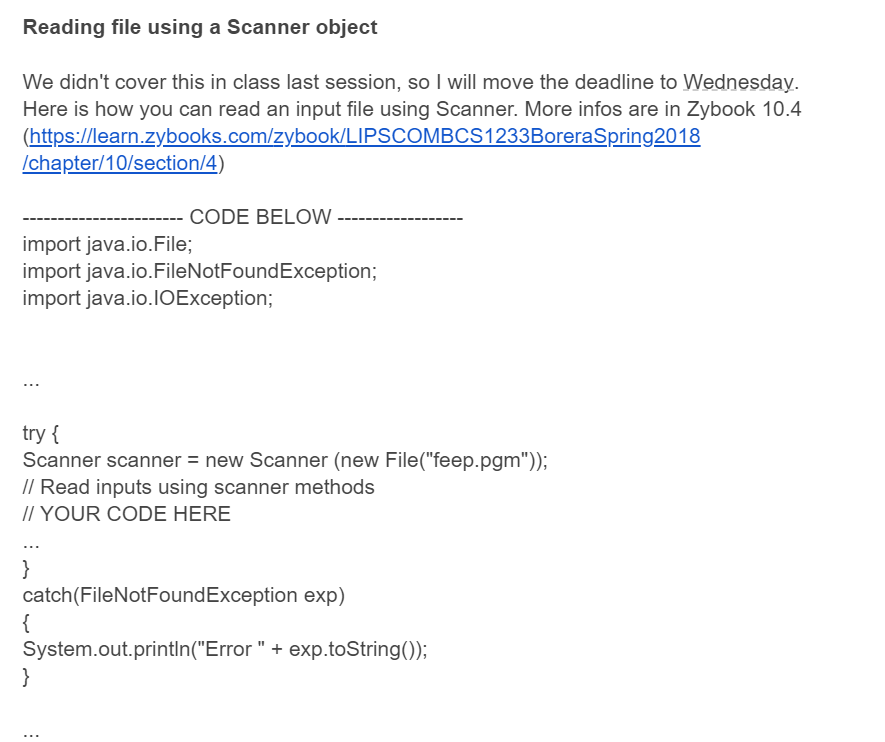 Reading file using a Scanner object
We didn't cover this in class last session, so I will move the deadline to Wednesday.
Here is how you can read an input file using Scanner. More infos are in Zybook 10.4
(https://learn.zybooks.com/zybook/LIPSCOMBCS1233BoreraSpring2018
/chapter/10/section/4)
----------------------- CODE BELOW ------------------
import java.io.File;
import java.io.FileNotFoundException;
import java.io.IOException;
...
try {
Scanner scanner = new Scanner (new File("feep.pgm"));
// Read inputs using scanner methods
// YOUR CODE HERE
...
}
catch(FileNotFoundException exp)
{
System.out.println("Error " + exp.toString());
}
...